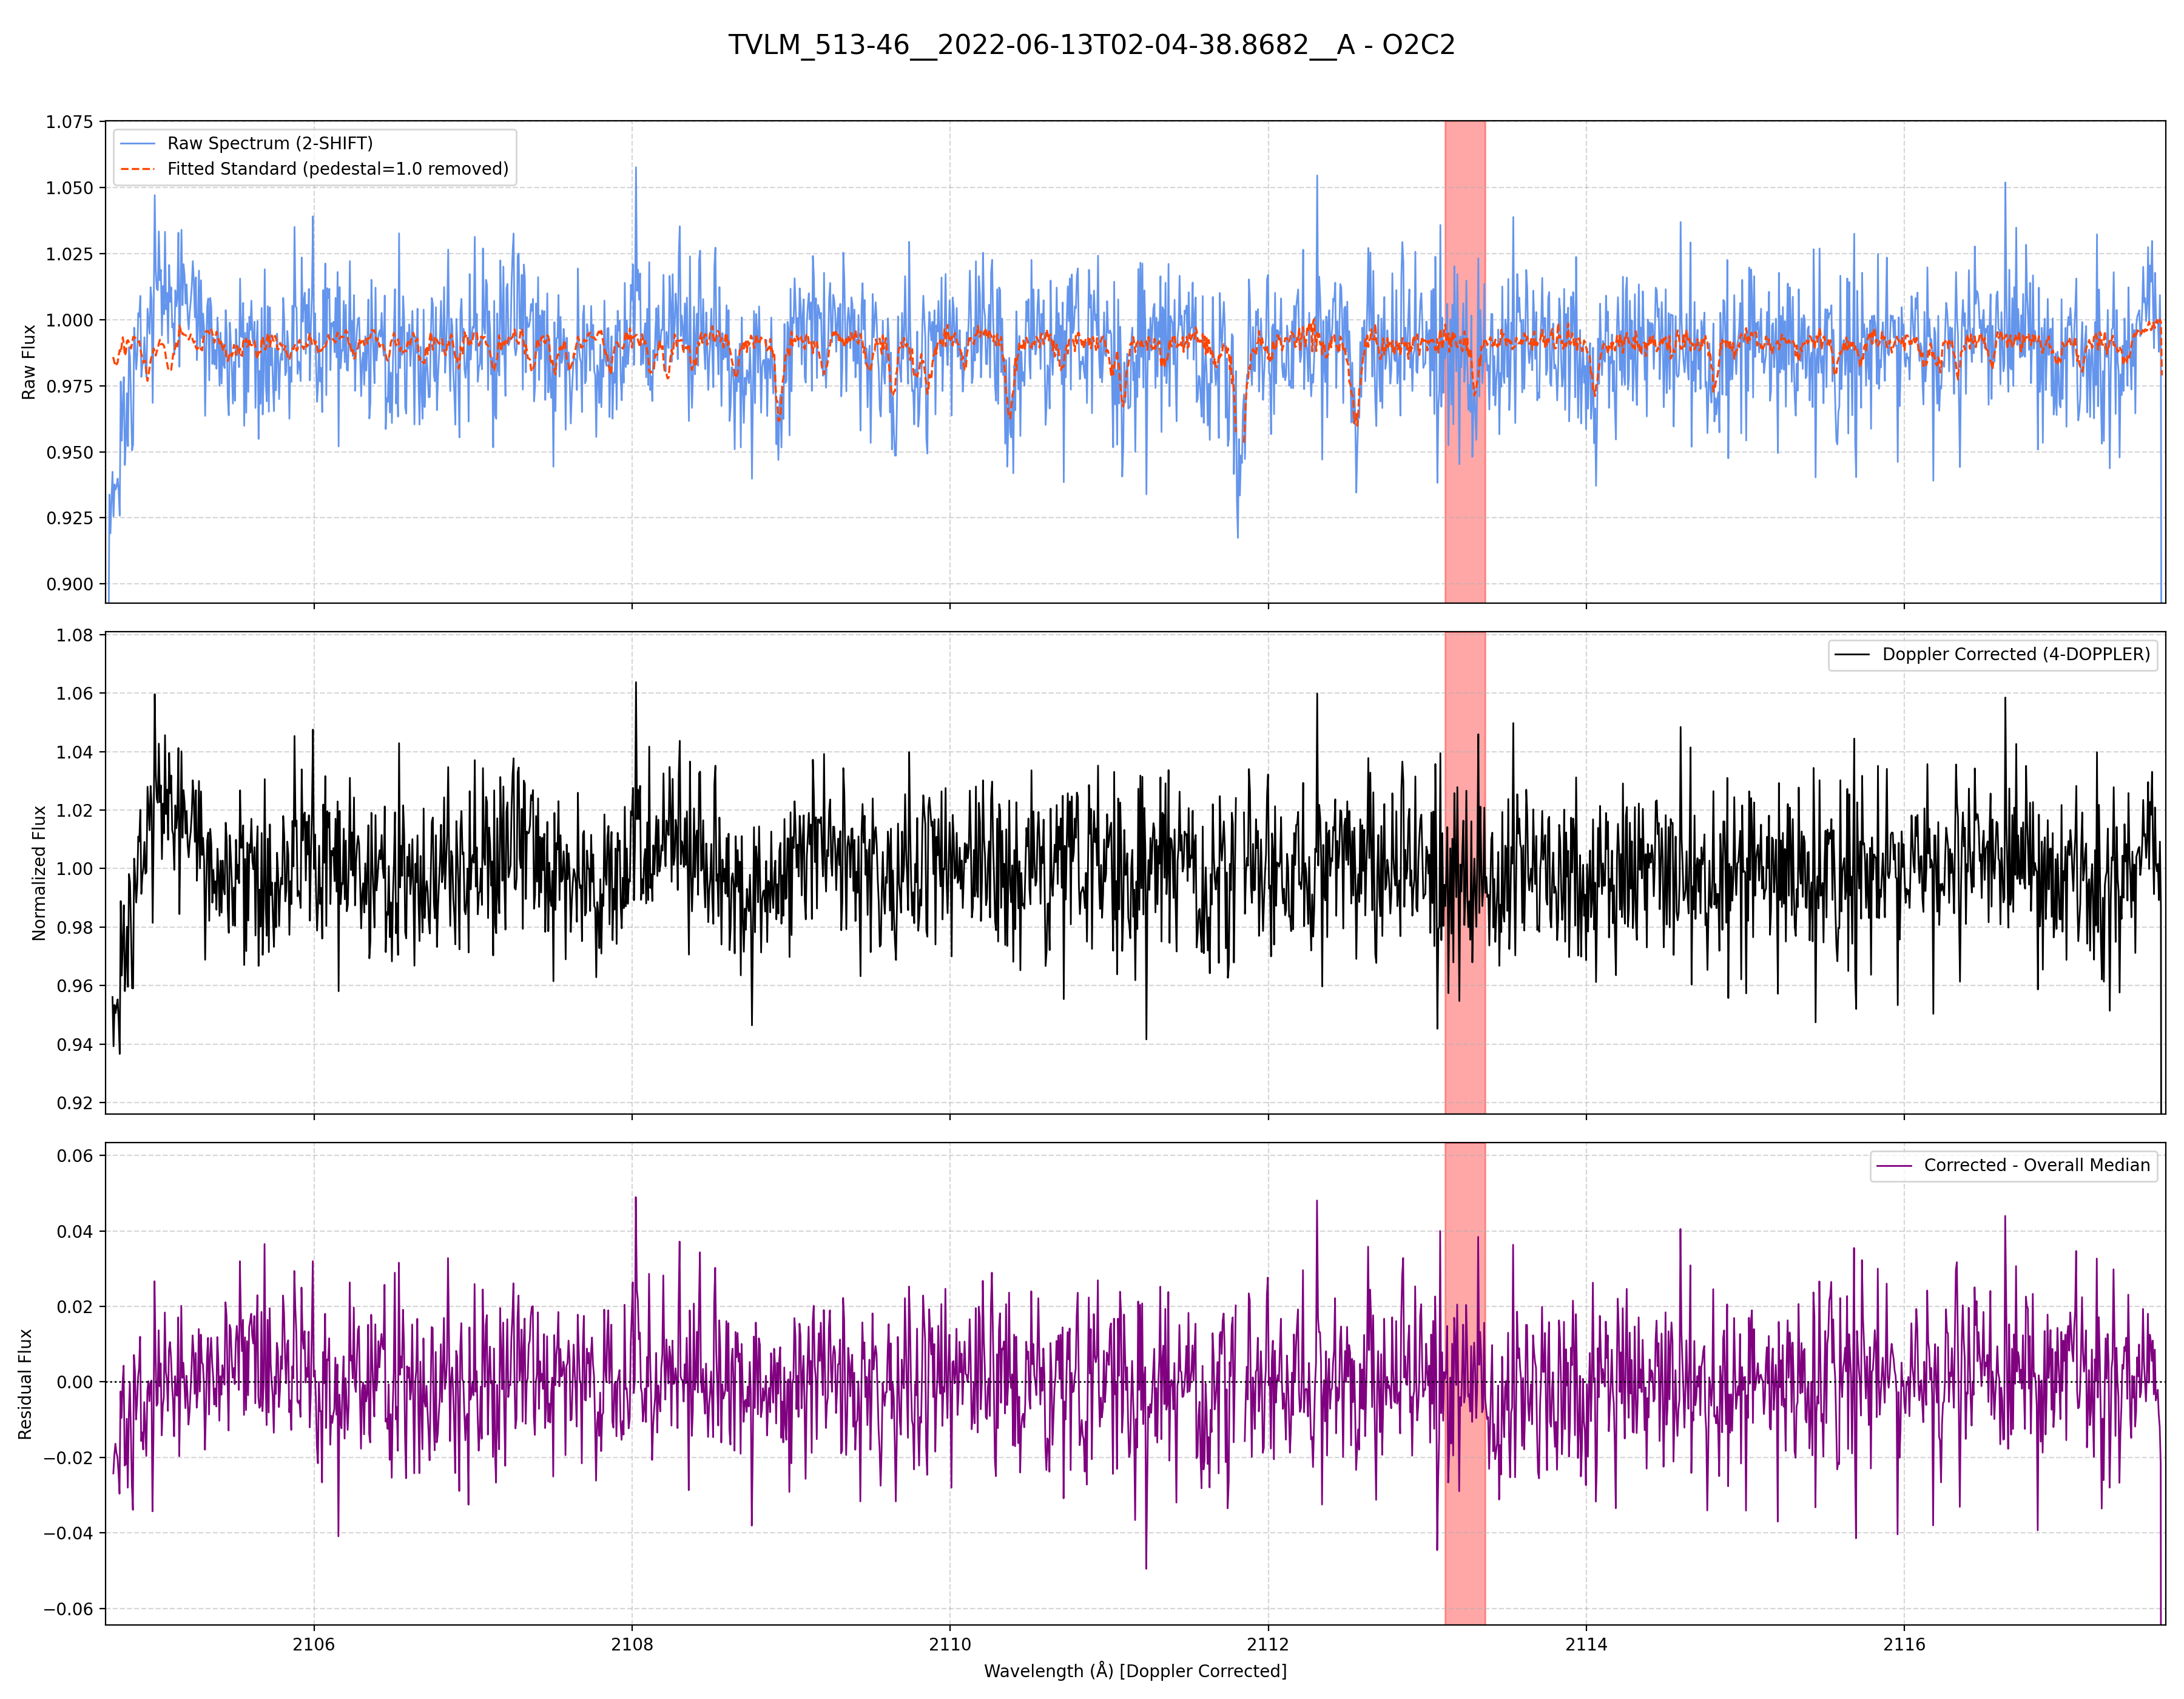 TVLM_513-46__2022-06-13T02-04-38.8682__A - O2C2
1.075
1.050
1.025
1.000
0.975
0.950
0.925
0.900
Raw Flux
Raw Spectrum (2-SHIFT)
Fitted Standard (pedestal=1.0 removed)
1.08
1.06
1.04
1.02
1.00
0.98
0.96
0.94
0.92
Normalized Flux
Doppler Corrected (4-DOPPLER)
0.06
0.04
0.02
0.00
−0.02
−0.04
−0.06
Residual Flux
Corrected - Overall Median
2106 2108 2110 2112 2114 2116
Wavelength (Å) [Doppler Corrected]